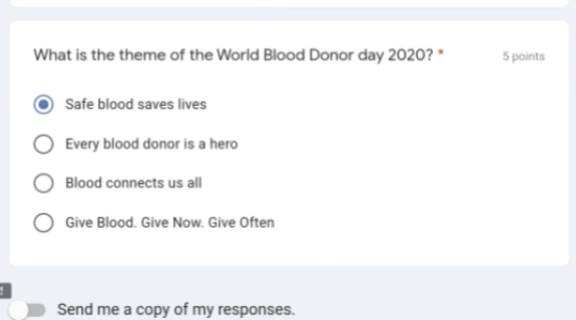 What is the theme of the World Blood Donor day 2020? *
5 points
Safe blood saves lives
Every blood donor is a hero
Blood connects us all
Give Blood. Give Now. Give Often
Send me a copy of my responses.